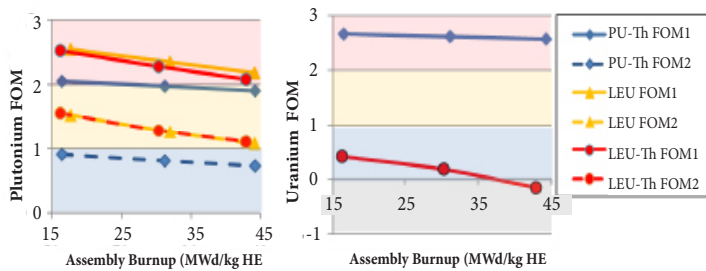 3
2
1
0
15
25
35
45
Plutonium FOM
Assembly Burnup (MWd/kg HE
3
2
1
0
-1
15
25
35
45
Uranium FOM
Assembly Burnup (MWd/kg HE
PU-Th FOM1
PU-Th FOM2
LEU FOM1
LEU FOM2
LEU-Th FOM1
LEU-Th FOM2